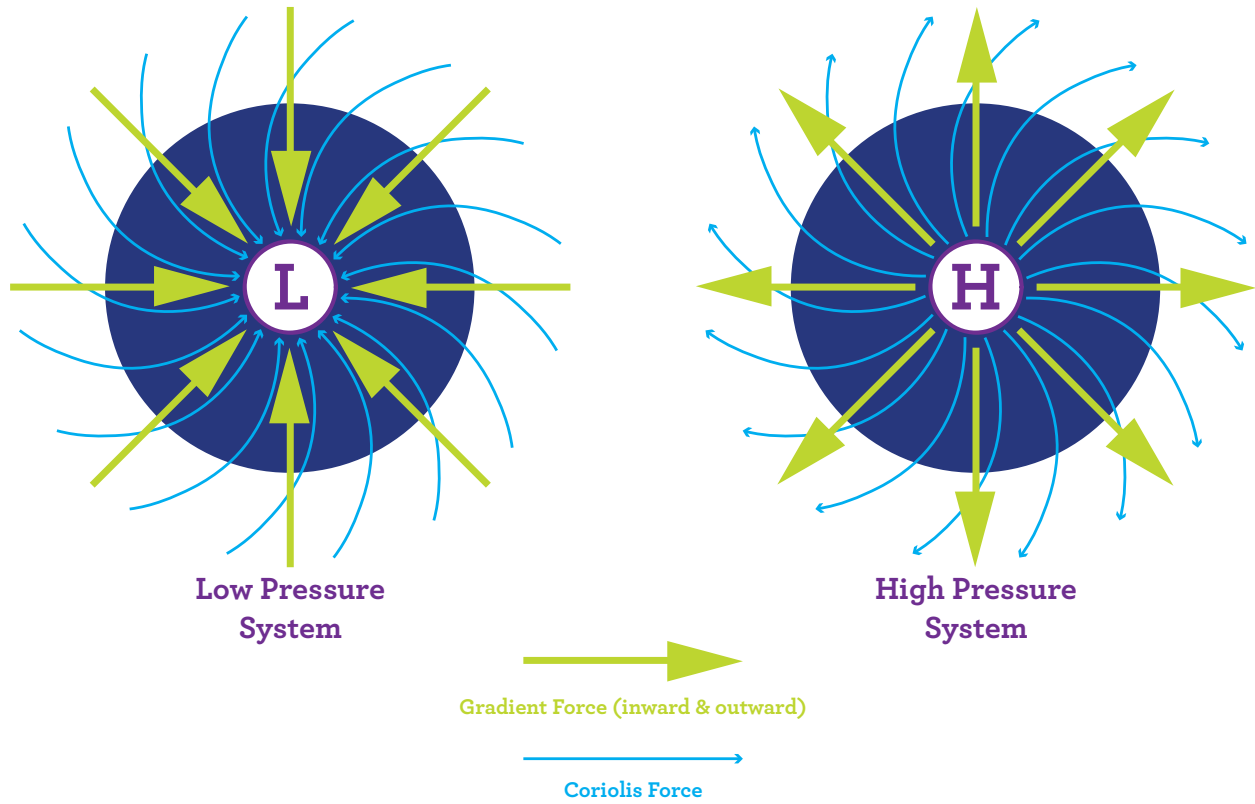 L
H
Low Pressure
System
High Pressure
System
Gradient Force (inward & outward)
Coriolis Force